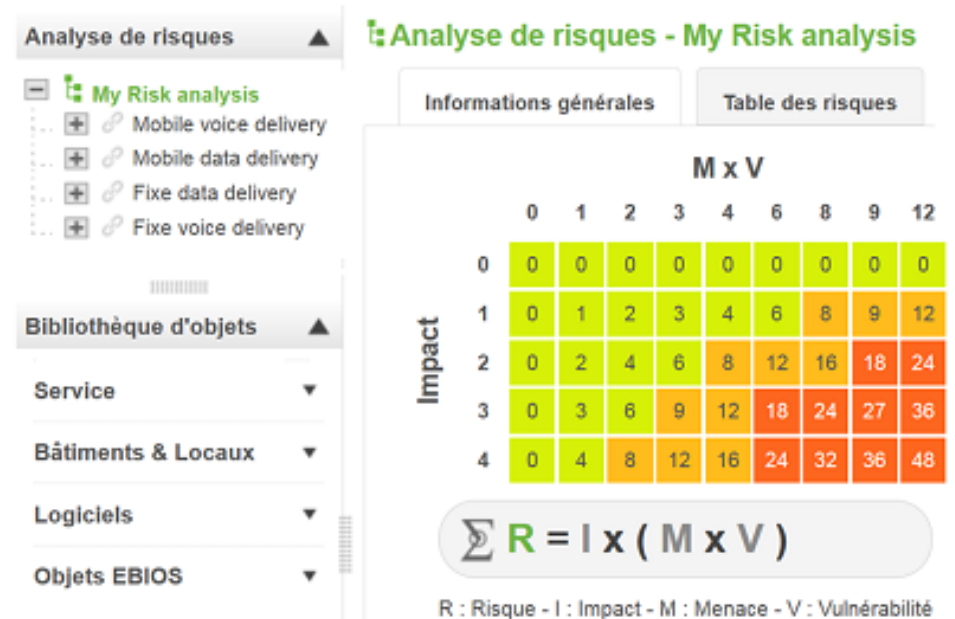 Analyse de risques
My Risk analysis
Mobile voice delivery
Mobile data delivery
Fixe data delivery
Fixe voice delivery
Bibliothèque d'objets
Service
Bâtiments & Locaux
Logiciels
Objets EBIOS
Analyse de risques - My Risk analysis
Informations générales Table des risques
M x V
0 1 2 3 4 6 8 9 12
Impact
0 0 0 0 0 0 0 0 0 0
1 0 1 2 3 4 6 8 9 12
2 0 2 4 6 8 12 16 18 24
3 0 3 6 9 12 18 24 27 36
4 0 4 8 12 16 24 32 36 48
R = I x ( M x V )
R : Risque - I : Impact - M : Menace - V : Vulnérabilité